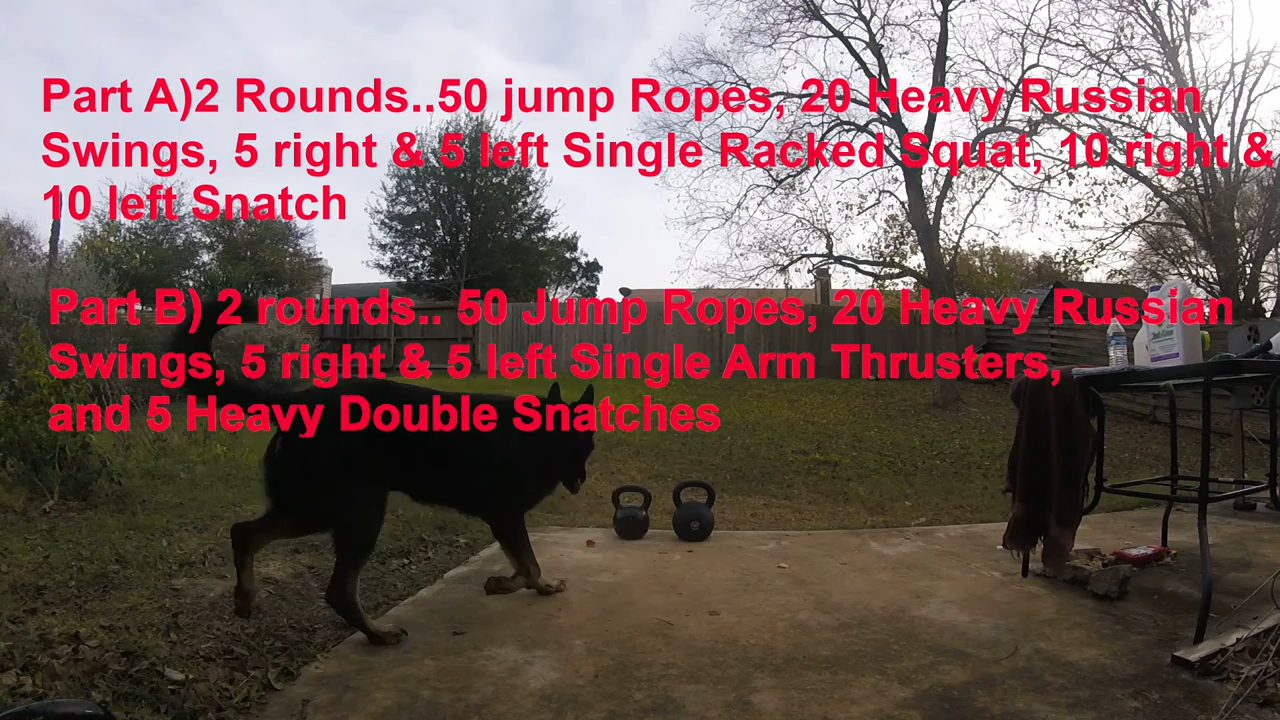 Part A)2 Rounds..50 jump Ropes, 20 Heavy Russian
Swings, 5 right & 5 left Single Racked Squat, 10 right &
10 left Snatch
Part B) 2 rounds.. 50 Jump Ropes, 20 Heavy Russian
Swings, 5 right & 5 left Single Arm Thrusters,
and 5 Heavy Double Snatches